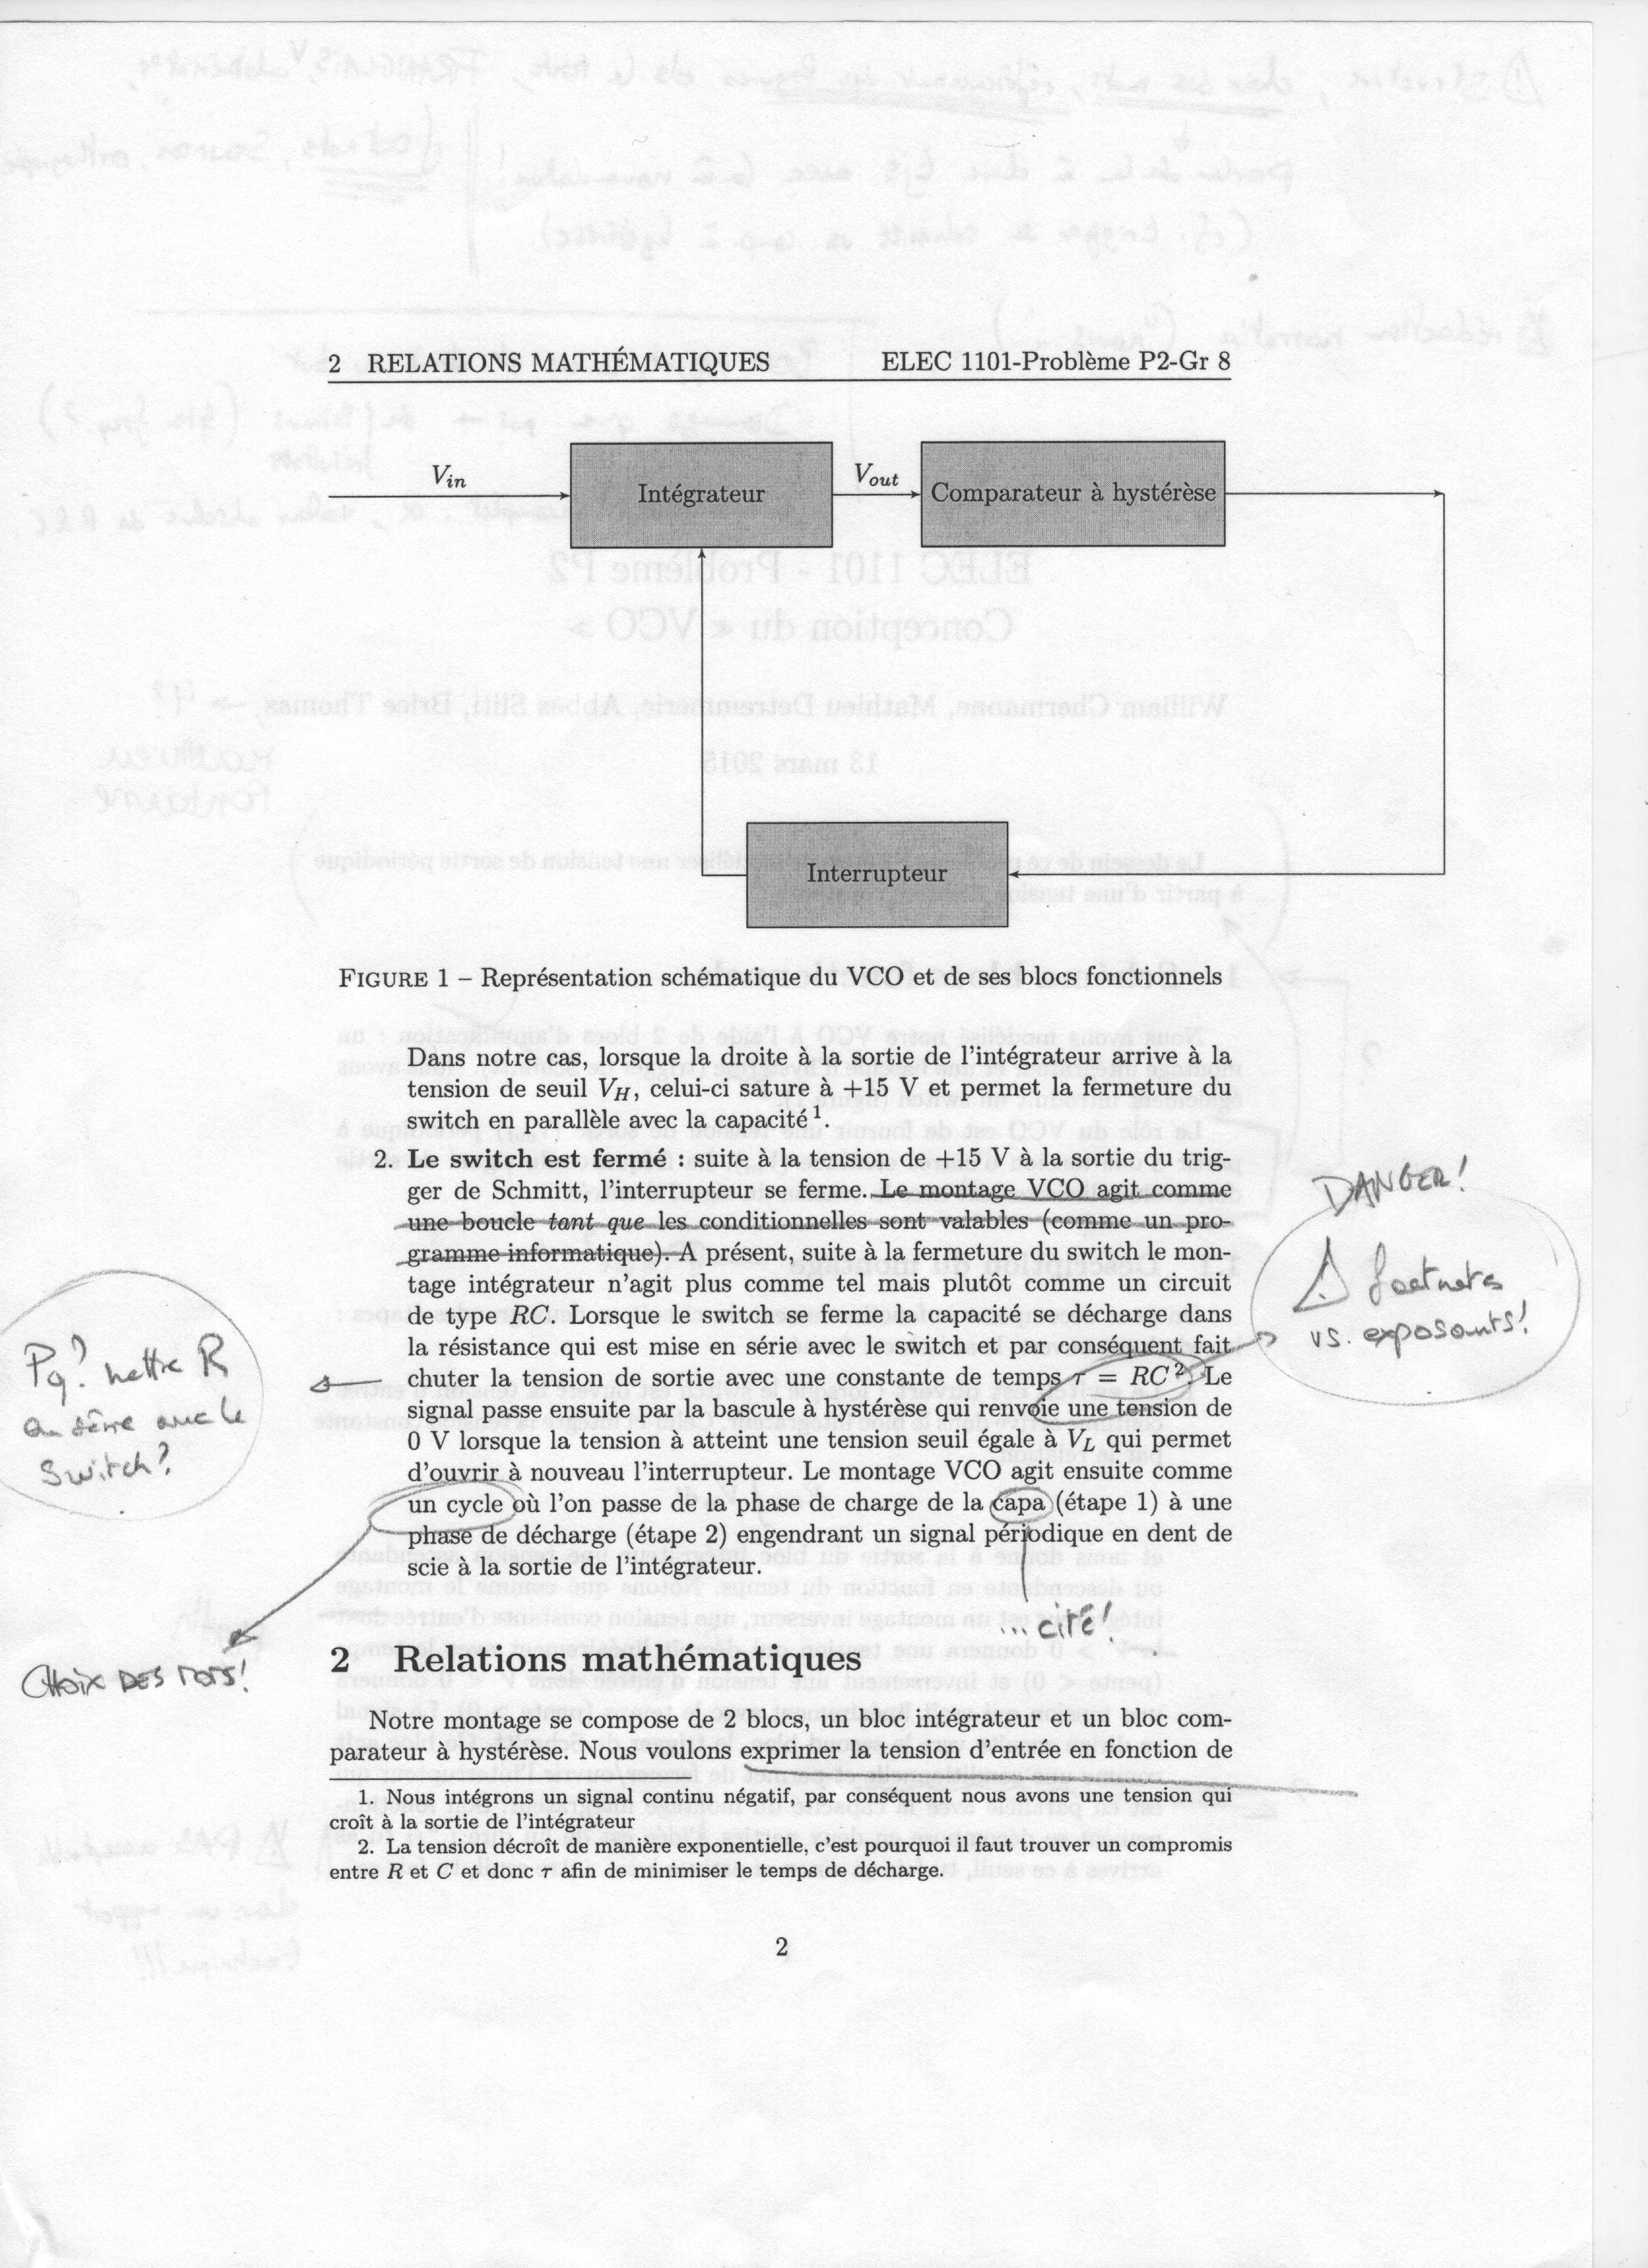 2 RELATIONS MATHÉMATIQUES ELEC 1101-Problème P2-Gr 8
Vin
Intégrateur
Vout
Comparateur à hystérèse
Interrupteur
FIGURE 1 – Représentation schématique du VCO et de ses blocs fonctionnels
Dans notre cas, lorsque la droite à la sortie de l'intégrateur arrive à la
tension de seuil VH, celui-ci sature à +15 V et permet la fermeture du
switch en parallèle avec la capacité 1.
2. Le switch est fermé : suite à la tension de +15 V à la sortie du trig-
ger de Schmitt, l'interrupteur se ferme. Le montage VCO agit comme
une boucle tant que les conditionnelles sont valables (comme un pro-
gramme informatique). A présent, suite à la fermeture du switch le mon-
tage intégrateur n'agit plus comme tel mais plutôt comme un circuit
de type RC. Lorsque le switch se ferme la capacité se décharge dans
la résistance qui est mise en série avec le switch et par conséquent fait
chuter la tension de sortie avec une constante de temps τ = RC 2. Le
signal passe ensuite par la bascule à hystérèse qui renvoie une tension de
0 V lorsque la tension à atteint une tension seuil égale à VL qui permet
d'ouvrir à nouveau l'interrupteur. Le montage VCO agit ensuite comme
un cycle où l'on passe de la phase de charge de la capa (étape 1) à une
phase de décharge (étape 2) engendrant un signal périodique en dent de
scie à la sortie de l'intégrateur.
DANGER!
footnotes
vs. exposants!
Pq? mettre R
en série avec le
switch?
... cité!
CHOIX DES MOTS!
2 Relations mathématiques
Notre montage se compose de 2 blocs, un bloc intégrateur et un bloc com-
parateur à hystérèse. Nous voulons exprimer la tension d'entrée en fonction de
1. Nous intégrons un signal continu négatif, par conséquent nous avons une tension qui
croît à la sortie de l'intégrateur
2. La tension décroît de manière exponentielle, c'est pourquoi il faut trouver un compromis
entre R et C et donc τ afin de minimiser le temps de décharge.
2